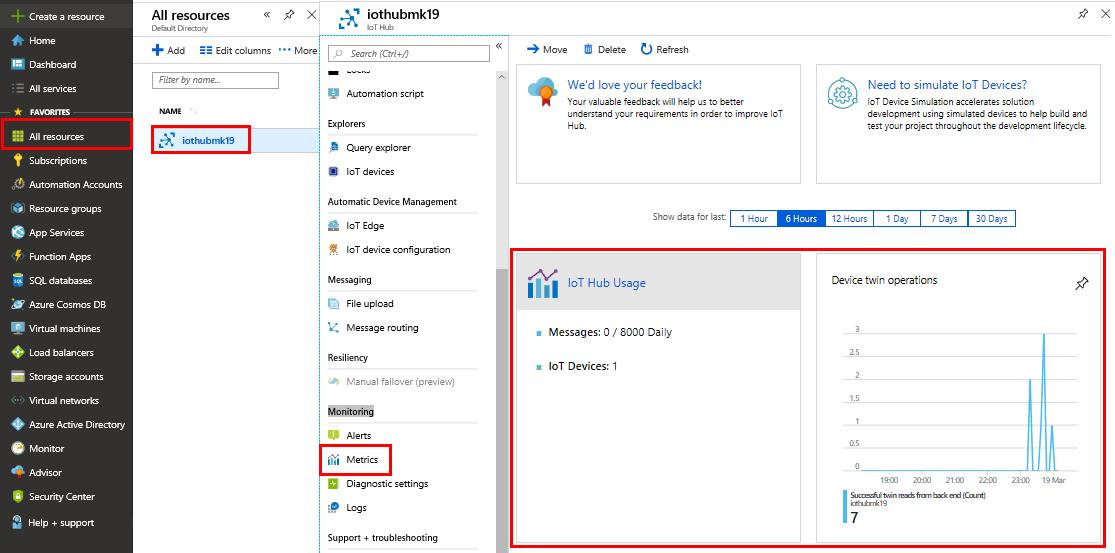 Create a resource
Home
Dashboard
All services
FAVORITES
All resources
Subscriptions
Automation Accounts
Resource groups
App Services
Function Apps
SQL databases
Azure Cosmos DB
Virtual machines
Load balancers
Storage accounts
Virtual networks
Azure Active Directory
Monitor
Advisor
Security Center
Help + support
All resources
Default Directory
Add
Edit columns
More
Filter by name...
NAME
iothubmk19
iothubmk19
IoT Hub
Search (Ctrl+/)
Locks
Automation script
Explorers
Query explorer
IoT devices
Automatic Device Management
IoT Edge
IoT device configuration
Messaging
File upload
Message routing
Resiliency
Manual failover (preview)
Monitoring
Alerts
Metrics
Diagnostic settings
Logs
Support + troubleshooting
Move
Delete
Refresh
We'd love your feedback!
Your valuable feedback will help us to better
understand your requirements in order to improve IoT
Hub.
Need to simulate IoT Devices?
IoT Device Simulation accelerates solution
development using simulated devices to help build and
test your project throughout the development lifecycle.
Show data for last:
1 Hour
6 Hours
12 Hours
1 Day
7 Days
30 Days
IoT Hub Usage
Messages: 0 / 8000 Daily
IoT Devices: 1
Device twin operations
3
2.5
2
1.5
1
0.5
0
19:00
20:00
21:00
22:00
23:00
19 Mar
Successful twin reads from back end (Count)
iothubmk19
7